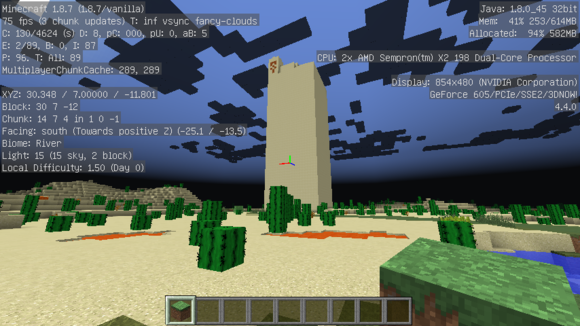 Minecraft 1.8.7 (1.8.7/vanilla)
75 fps (3 chunk updates) T: inf vsync fancy-clouds
C: 130/4624 (s) D: 8, pC: 000, pU: 0, aB: 5
E: 2/89, B: 0, I: 87
P: 96. T: All: 89
MultiplayerChunkCache: 289, 289
XYZ: 30.348 / 7.00000 / -11.801
Block: 30 7 -12
Chunk: 14 7 4 in 1 0 -1
Facing: south (Towards positive Z) (-25.1 / -13.5)
Biome: River
Light: 15 (15 sky, 2 block)
Local Difficulty: 1.50 (Day 0)
Java: 1.8.0_45 32bit
Mem: 41% 253/614MB
Allocated: 94% 582MB
CPU: 2x AMD Sempron(tm) X2 198 Dual-Core Processor
Display: 854x480 (NVIDIA Corporation)
GeForce 605/PCIe/SSE2/3DNOW!
4.4.0